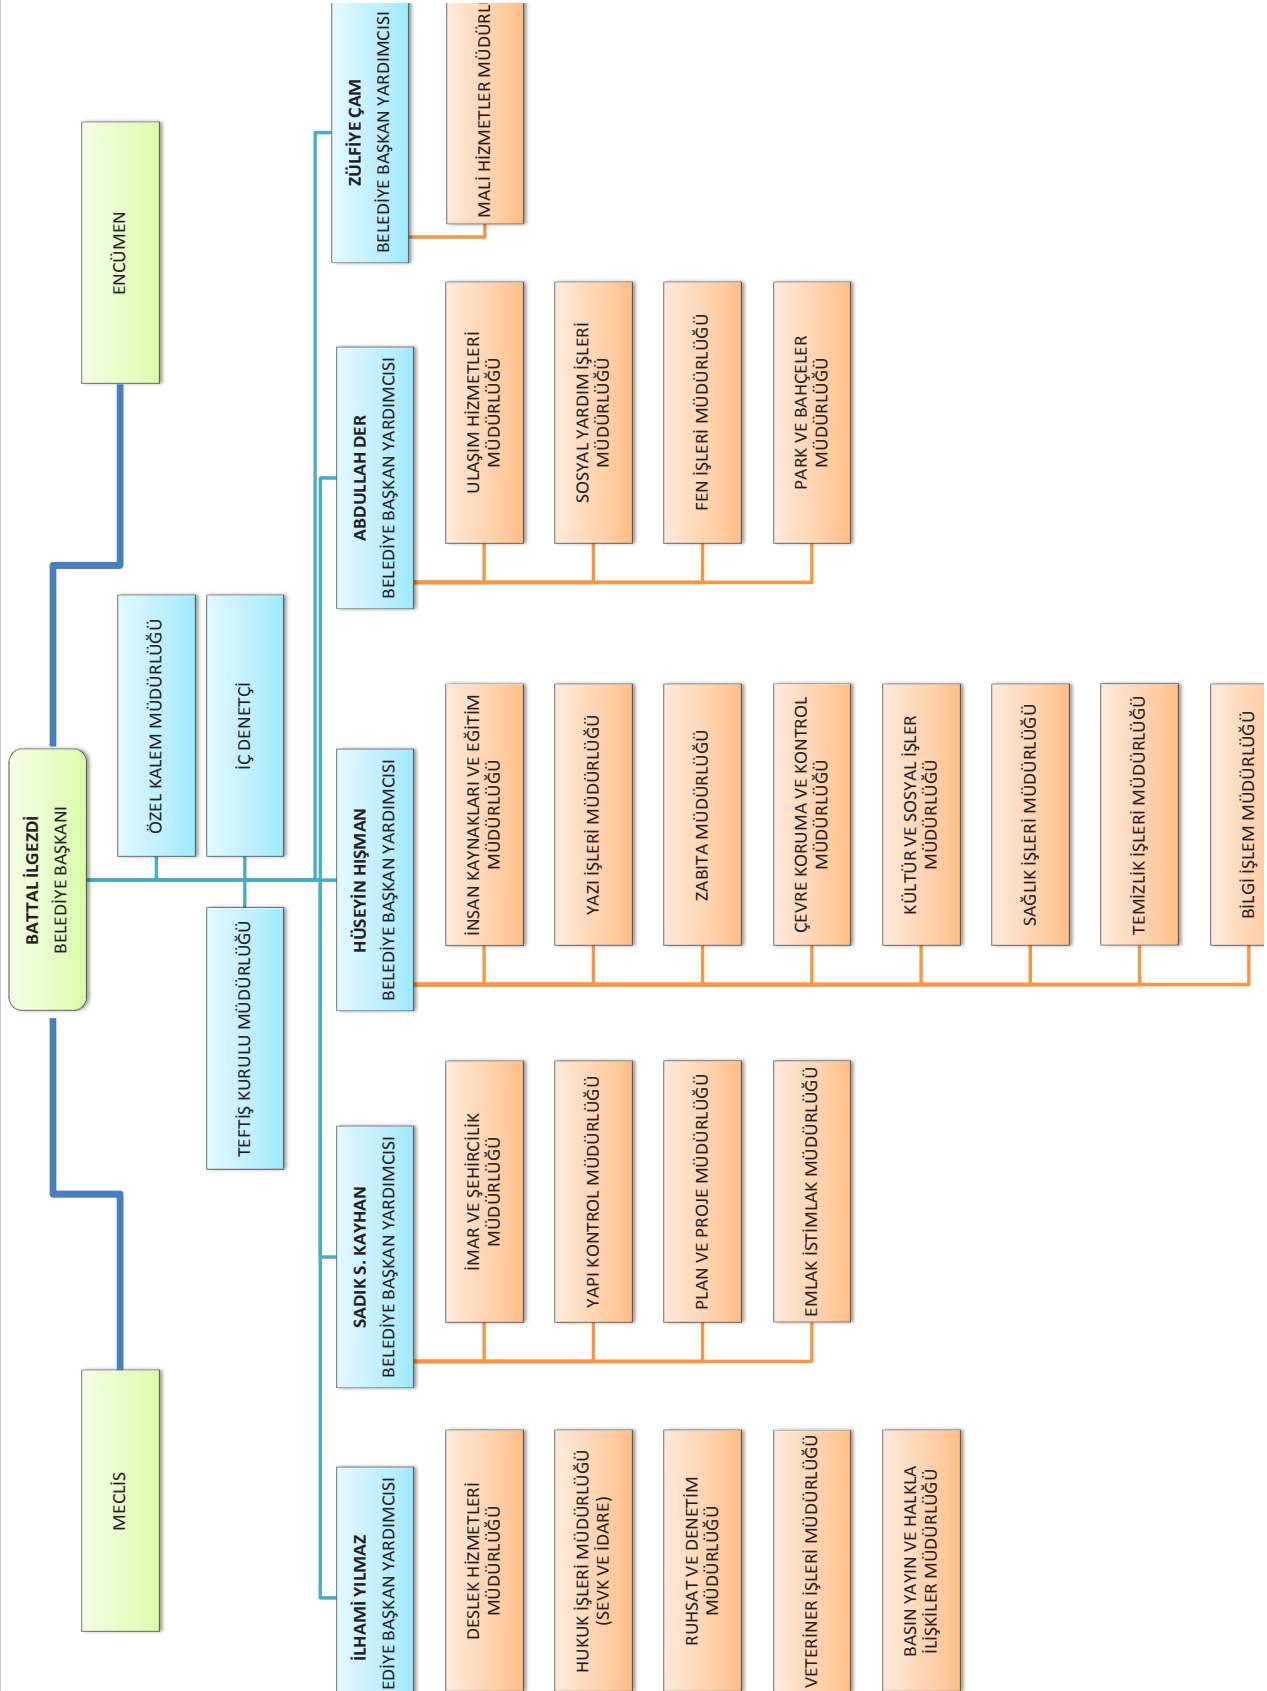 BATTAL İLGEZDİ
BELEDİYE BAŞKANI
MECLİS
ENCÜMEN
ÖZEL KALEM MÜDÜRLÜĞÜ
TEFTİŞ KURULU MÜDÜRLÜĞÜ
İÇ DENETÇİ
İLHAMİ YILMAZ
EDİYE BAŞKAN YARDIMCISI
DESLEK HİZMETLERİ
MÜDÜRLÜĞÜ
HUKUK İŞLERİ MÜDÜRLÜĞÜ
(SEVK VE İDARE)
RUHSAT VE DENETİM
MÜDÜRLÜĞÜ
VETERİNER İŞLERİ MÜDÜRLÜĞÜ
BASIN YAYIN VE HALKLA
İLİŞKİLER MÜDÜRLÜĞÜ
SADIK S. KAYHAN
BELEDİYE BAŞKAN YARDIMCISI
İMAR VE ŞEHİRCİLİK
MÜDÜRLÜĞÜ
YAPI KONTROL MÜDÜRLÜĞÜ
PLAN VE PROJE MÜDÜRLÜĞÜ
EMLAK İSTİMLAK MÜDÜRLÜĞÜ
HÜSEYİN HIŞMAN
BELEDİYE BAŞKAN YARDIMCISI
İNSAN KAYNAKLARI VE EĞİTİM
MÜDÜRLÜĞÜ
YAZI İŞLERİ MÜDÜRLÜĞÜ
ZABITA MÜDÜRLÜĞÜ
ÇEVRE KORUMA VE KONTROL
MÜDÜRLÜĞÜ
KÜLTÜR VE SOSYAL İŞLER
MÜDÜRLÜĞÜ
SAĞLIK İŞLERİ MÜDÜRLÜĞÜ
TEMİZLİK İŞLERİ MÜDÜRLÜĞÜ
BİLGİ İŞLEM MÜDÜRLÜĞÜ
ABDULLAH DER
BELEDİYE BAŞKAN YARDIMCISI
ULAŞIM HİZMETLERİ
MÜDÜRLÜĞÜ
SOSYAL YARDIM İŞLERİ
MÜDÜRLÜĞÜ
FEN İŞLERİ MÜDÜRLÜĞÜ
PARK VE BAHÇELER
MÜDÜRLÜĞÜ
ZÜLFİYE ÇAM
BELEDİYE BAŞKAN YARDIMCISI
MALİ HİZMETLER MÜDÜRL